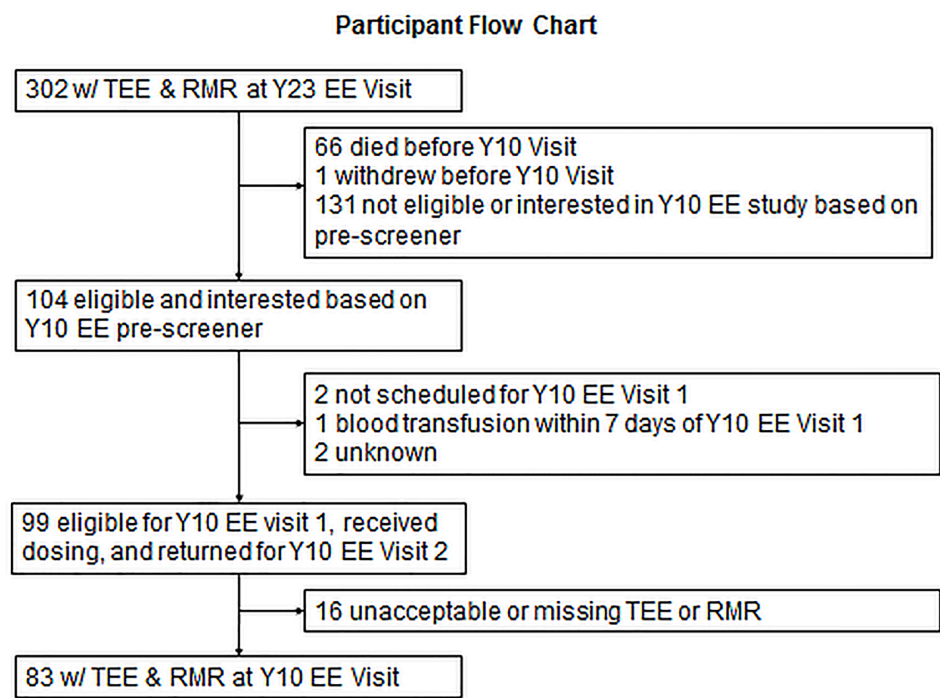 Participant Flow Chart
302 w/ TEE & RMR at Y23 EE Visit
66 died before Y10 Visit
1 withdrew before Y10 Visit
131 not eligible or interested in Y10 EE study based on
pre-screener
104 eligible and interested based on
Y10 EE pre-screener
2 not scheduled for Y10 EE Visit 1
1 blood transfusion within 7 days of Y10 EE Visit 1
2 unknown
99 eligible for Y10 EE visit 1, received
dosing, and returned for Y10 EE Visit 2
16 unacceptable or missing TEE or RMR
83 w/ TEE & RMR at Y10 EE Visit